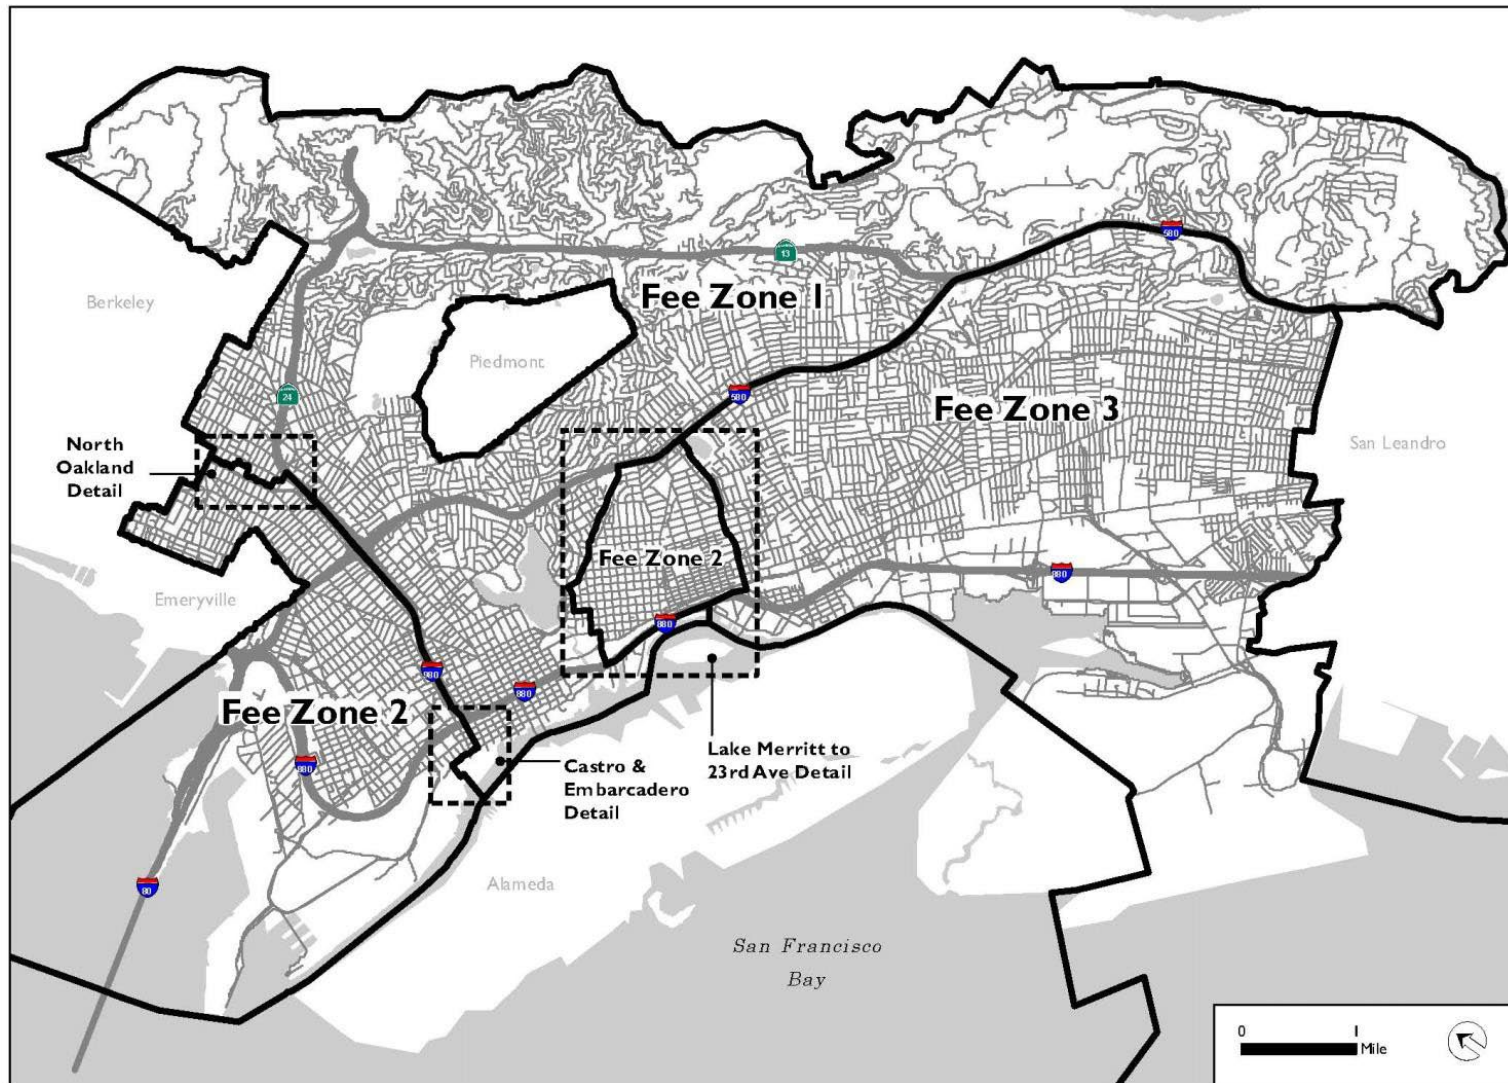 580
13
Berkeley
Fee Zone 1
Piedmont
580
24
Fee Zone 3
San Leandro
North
Oakland
Detail
Fee Zone 2
880
Emeryville
880
980
880
Fee Zone 2
Lake Merritt to
23rd Ave Detail
880
Castro &
Embarcadero
Detail
80
Alameda
San Francisco
Bay
0 1
Mile